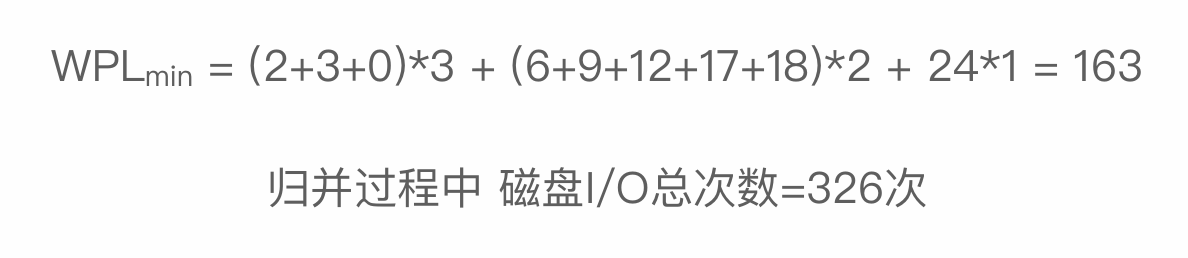 WPLmin = (2+3+0)*3 + (6+9+12+17+18)*2 + 24*1 = 163
归并过程中 磁盘I/O总次数=326次